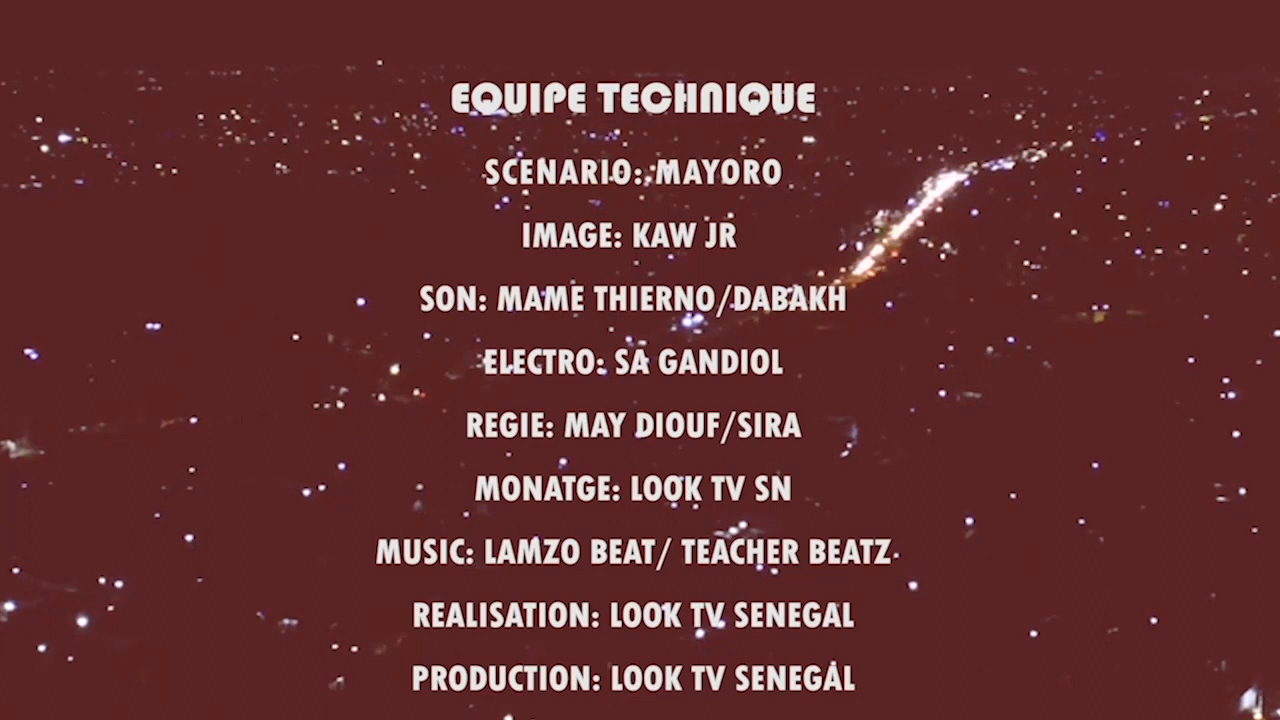 EQUIPE TECHNIQUE
SCENARIO: MAYORO
IMAGE: KAW JR
SON: MAME THIERNO/DABAKH
ELECTRO: SA GANDIOL
REGIE: MAY DIOUF/SIRA
MONATGE: LOOK TV SN
MUSIC: LAMZO BEAT/ TEACHER BEATZ
REALISATION: LOOK TV SENEGAL
PRODUCTION: LOOK TV SENEGAL